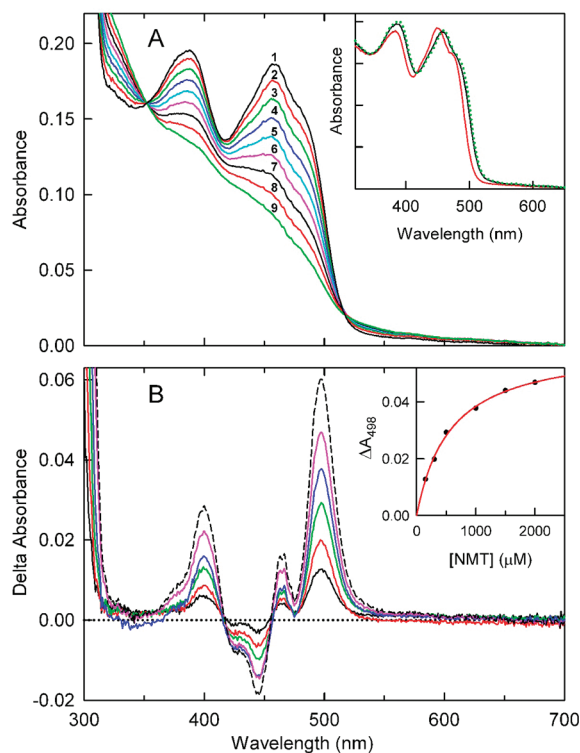 A
0.20
0.15
0.10
0.05
0.00
Absorbance
1
2
3
4
5
6
7
8
9
Absorbance
400 500 600
Wavelength (nm)
B
0.06
0.04
0.02
0.00
-0.02
Delta Absorbance
ΔA498
0.04
0.02
0.00
0 1000 2000
[NMT] (μM)
300 400 500 600 700
Wavelength (nm)